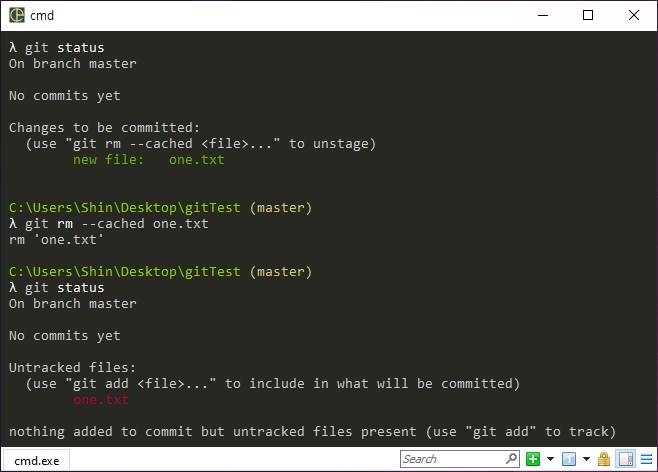 cmd
λ git status
On branch master
No commits yet
Changes to be committed:
(use "git rm --cached <file>..." to unstage)
new file:   one.txt
C:\Users\Shin\Desktop\gitTest (master)
λ git rm --cached one.txt
rm 'one.txt'
C:\Users\Shin\Desktop\gitTest (master)
λ git status
On branch master
No commits yet
Untracked files:
(use "git add <file>..." to include in what will be committed)
one.txt
nothing added to commit but untracked files present (use "git add" to track)
cmd.exe
Search